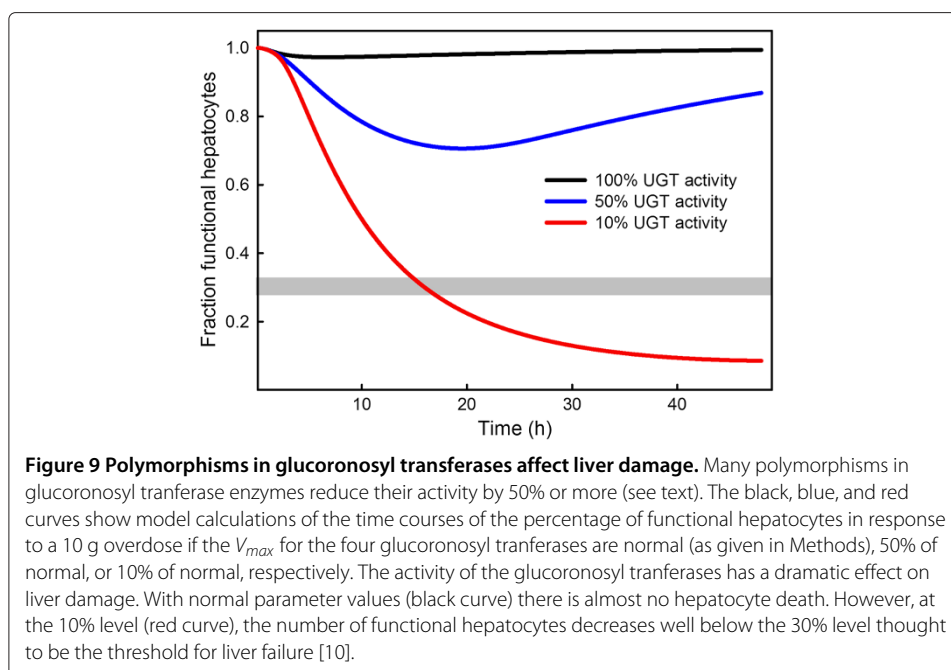 1.0
0.8
0.6
0.4
0.2
Fraction functional hepatocytes
100% UGT activity
50% UGT activity
10% UGT activity
10 20 30 40
Time (h)
Figure 9 Polymorphisms in glucoronosyl transferases affect liver damage. Many polymorphisms in
glucoronosyl tranferase enzymes reduce their activity by 50% or more (see text). The black, blue, and red
curves show model calculations of the time courses of the percentage of functional hepatocytes in response
to a 10 g overdose if the Vmax for the four glucoronosyl tranferases are normal (as given in Methods), 50% of
normal, or 10% of normal, respectively. The activity of the glucoronosyl tranferases has a dramatic effect on
liver damage. With normal parameter values (black curve) there is almost no hepatocyte death. However, at
the 10% level (red curve), the number of functional hepatocytes decreases well below the 30% level thought
to be the threshold for liver failure [10].